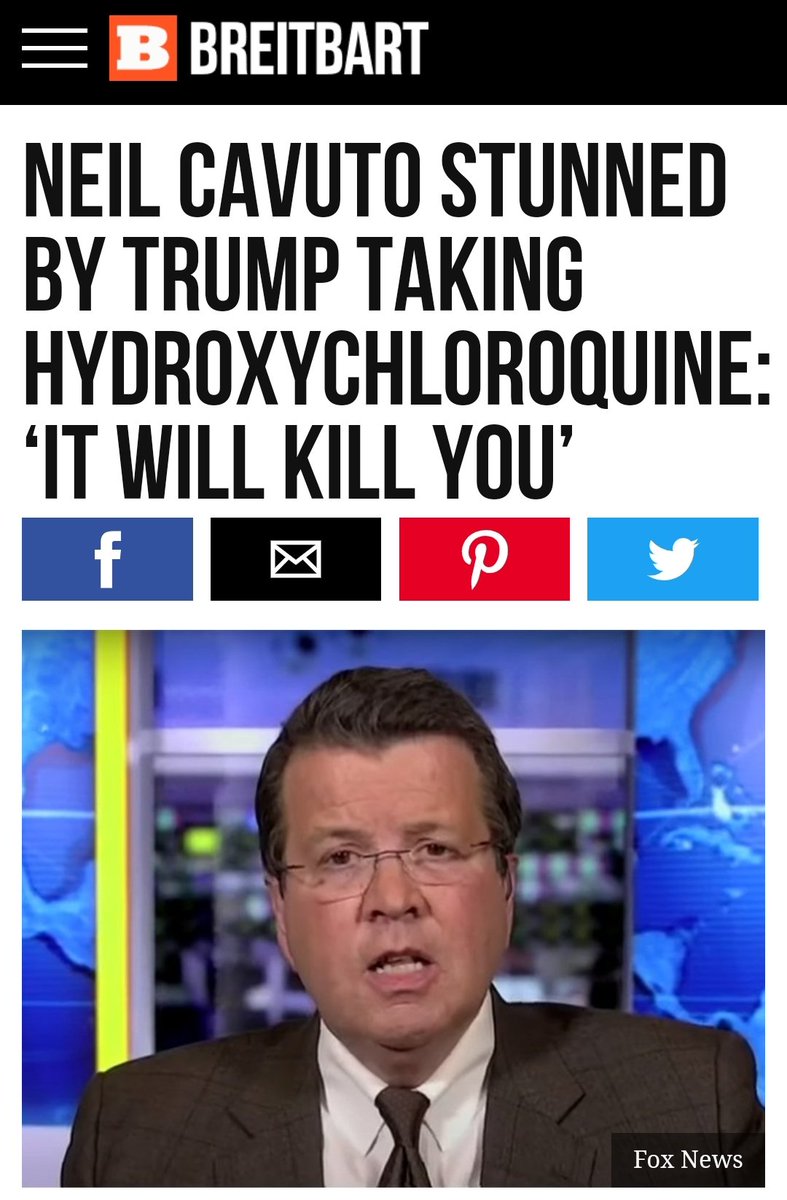 B BREITBART
NEIL CAVUTO STUNNED
BY TRUMP TAKING
HYDROXYCHLOROQUINE:
‘IT WILL KILL YOU’
Fox News